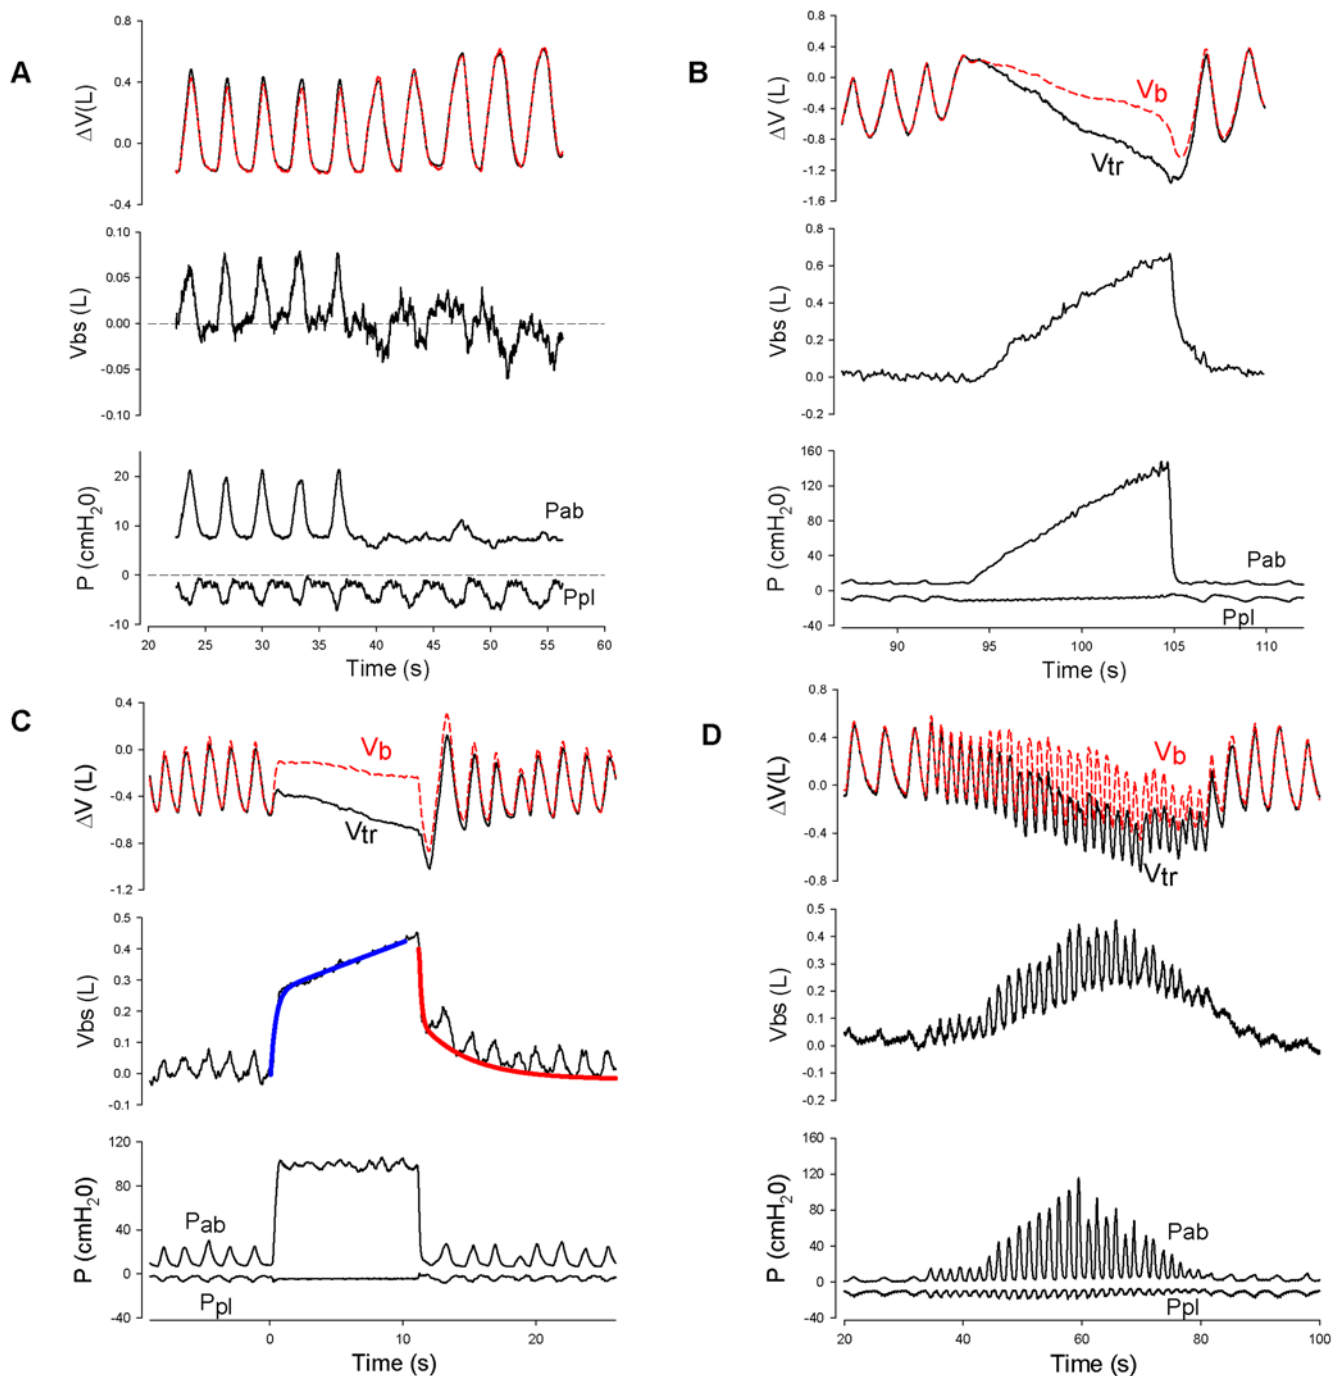 A
0.8
0.4
0.0
-0.4
ΔV(L)
0.10
0.05
0.00
-0.05
-0.10
Vbs (L)
20
10
0
-10
P (cmH₂0)
Pab
Ppl
20 25 30 35 40 45 50 55 60
Time (s)
B
0.8
0.4
0.0
-0.4
-0.8
-1.2
-1.6
ΔV (L)
Vb
Vtr
0.8
0.6
0.4
0.2
0.0
-0.2
Vbs (L)
160
120
80
40
0
-40
P (cmH₂0)
Pab
Ppl
90 95 100 105 110
Time (s)
C
0.4
0.0
-0.4
-0.8
-1.2
ΔV (L)
Vb
Vtr
0.5
0.4
0.3
0.2
0.1
0.0
-0.1
Vbs (L)
120
80
40
0
-40
P (cmH₂0)
Pab
Ppl
0 10 20
Time (s)
D
0.8
0.4
0.0
-0.4
-0.8
ΔV(L)
Vb
Vtr
0.5
0.4
0.3
0.2
0.1
0.0
-0.1
-0.2
Vbs (L)
160
120
80
40
0
-40
P (cmH₂0)
Pab
Ppl
20 40 60 80 100
Time (s)